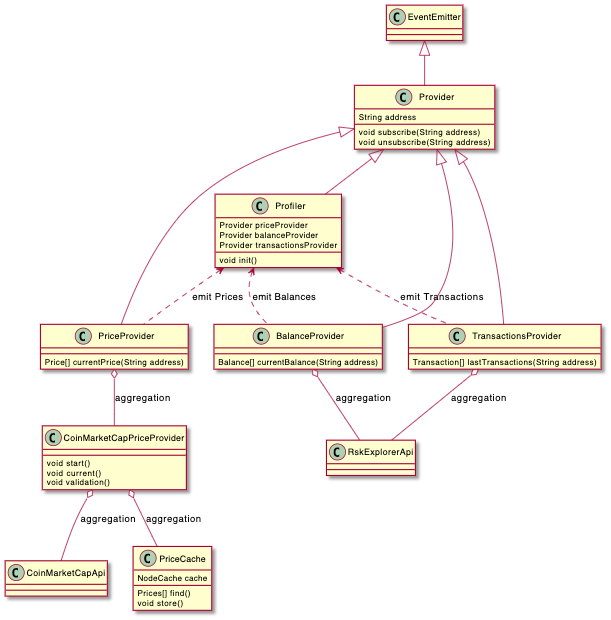 C EventEmitter
C Provider
String address
void subscribe(String address)
void unsubscribe(String address)
C Profiler
Provider priceProvider
Provider balanceProvider
Provider transactionsProvider
void init()
emit Prices
emit Balances
emit Transactions
C PriceProvider
Price[] currentPrice(String address)
C BalanceProvider
Balance[] currentBalance(String address)
C TransactionsProvider
Transaction[] lastTransactions(String address)
aggregation
aggregation
aggregation
C CoinMarketCapPriceProvider
void start()
void current()
void validation()
C RskExplorerApi
aggregation
aggregation
C CoinMarketCapApi
C PriceCache
NodeCache cache
Prices[] find()
void store()